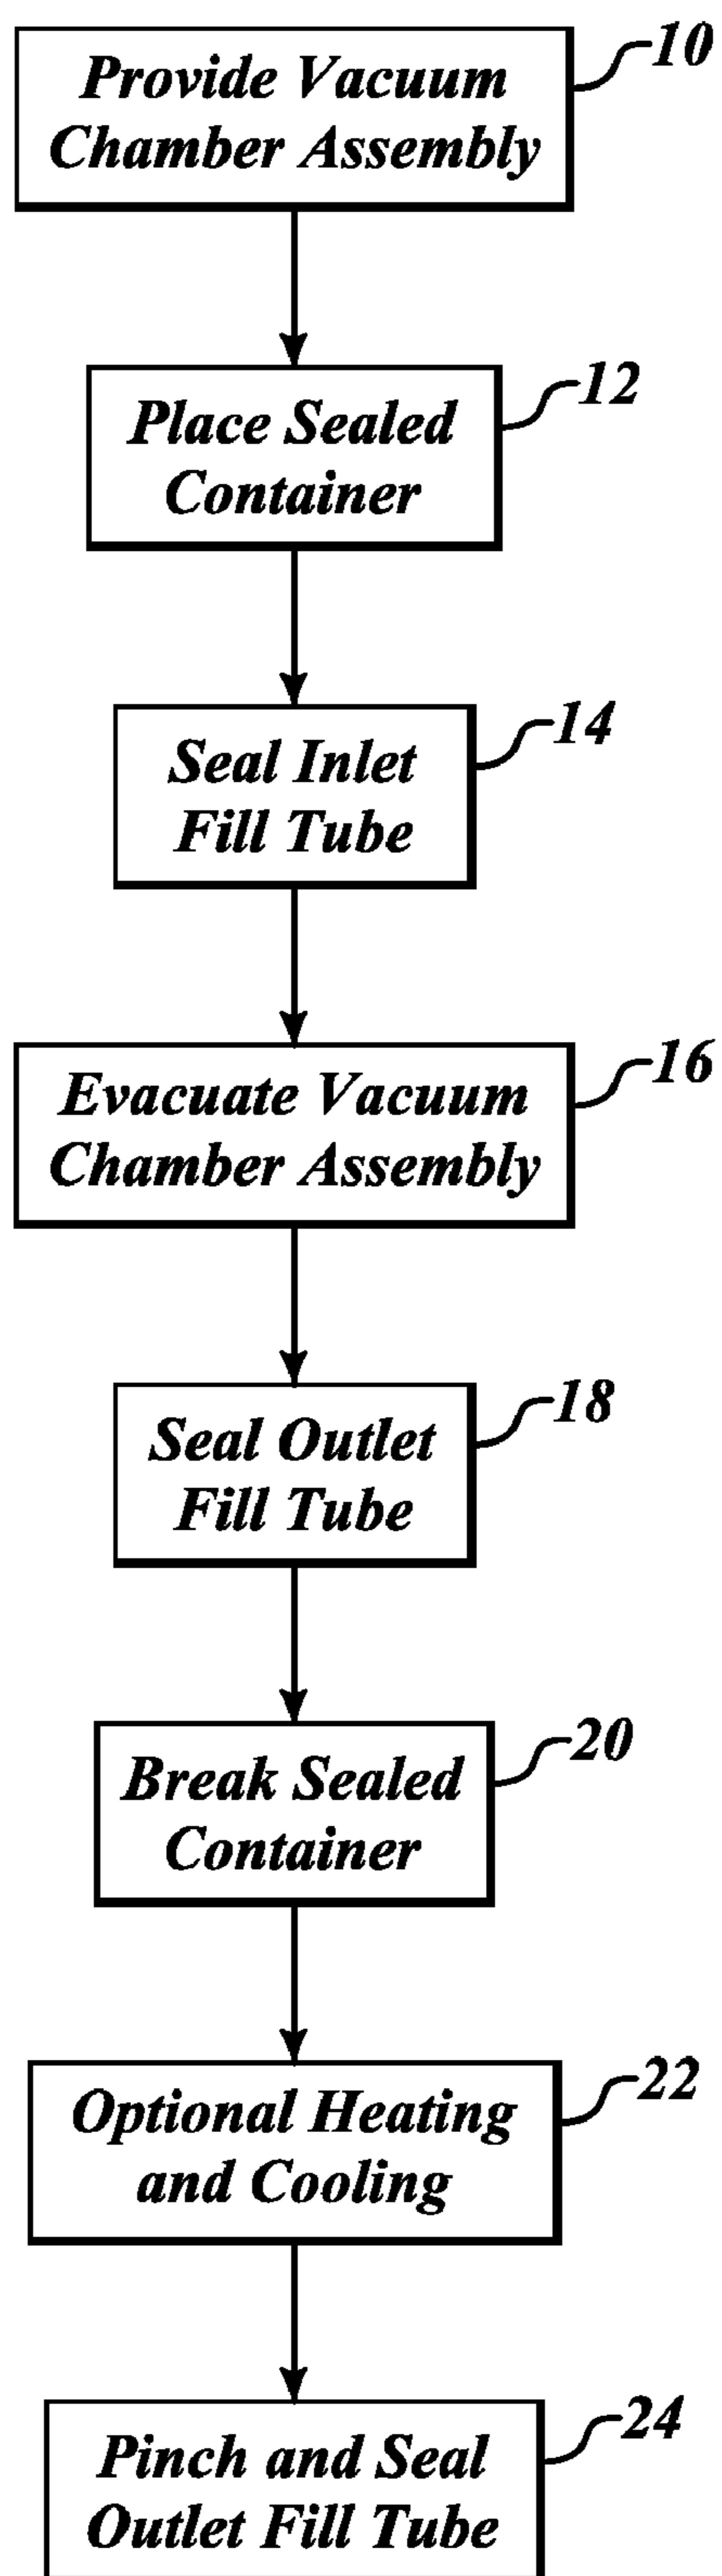 Provide Vacuum
Chamber Assembly
10
Place Sealed
Container
12
Seal Inlet
Fill Tube
14
Evacuate Vacuum
Chamber Assembly
16
Seal Outlet
Fill Tube
18
Break Sealed
Container
20
Optional Heating
and Cooling
22
Pinch and Seal
Outlet Fill Tube
24